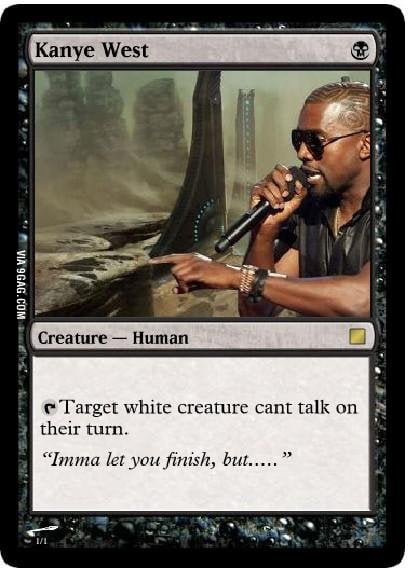 Kanye West
VIA 9GAG.COM
Creature — Human
Target white creature cant talk on
their turn.
“Imma let you finish, but.....”
1/1